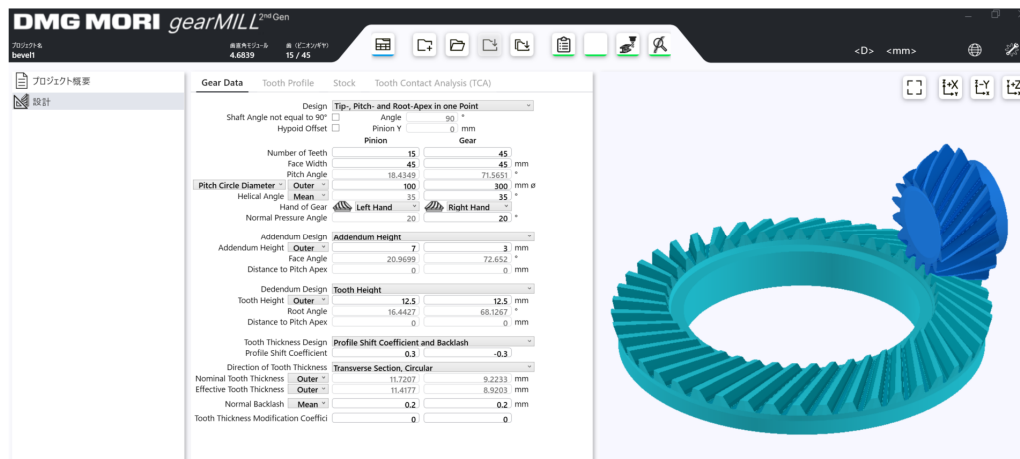 DMG MORI gearMILL 2nd Gen
プロジェクト名 歯直角モジュール 歯（ピニオン/ギヤ）
bevel1 4.6839 15 / 45
<D> <mm>
プロジェクト概要
設計
Gear Data Tooth Profile Stock Tooth Contact Analysis (TCA)
Design Tip-, Pitch- and Root-Apex in one Point
Shaft Angle not equal to 90° Angle 90 °
Hypoid Offset Pinion Y 0 mm
Pinion Gear
Number of Teeth 15 45
Face Width 45 45 mm
Pitch Angle 18.4349 71.5651 °
Pitch Circle Diameter Outer 100 300 mm ø
Helical Angle Mean 35 35 °
Hand of Gear Left Hand Right Hand
Normal Pressure Angle 20 20 °
Addendum Design Addendum Height
Addendum Height Outer 7 3 mm
Face Angle 20.9699 72.652 °
Distance to Pitch Apex 0 0 mm
Dedendum Design Tooth Height
Tooth Height Outer 12.5 12.5 mm
Root Angle 16.4427 68.1267 °
Distance to Pitch Apex 0 0 mm
Tooth Thickness Design Profile Shift Coefficient and Backlash
Profile Shift Coefficient 0.3 -0.3
Direction of Tooth Thickness Transverse Section, Circular
Nominal Tooth Thickness Outer 11.7207 9.2233 mm
Effective Tooth Thickness Outer 11.4177 8.9203 mm
Normal Backlash Mean 0.2 0.2 mm
Tooth Thickness Modification Coeffici 0 0
+X
Y
-Y
X
+Z